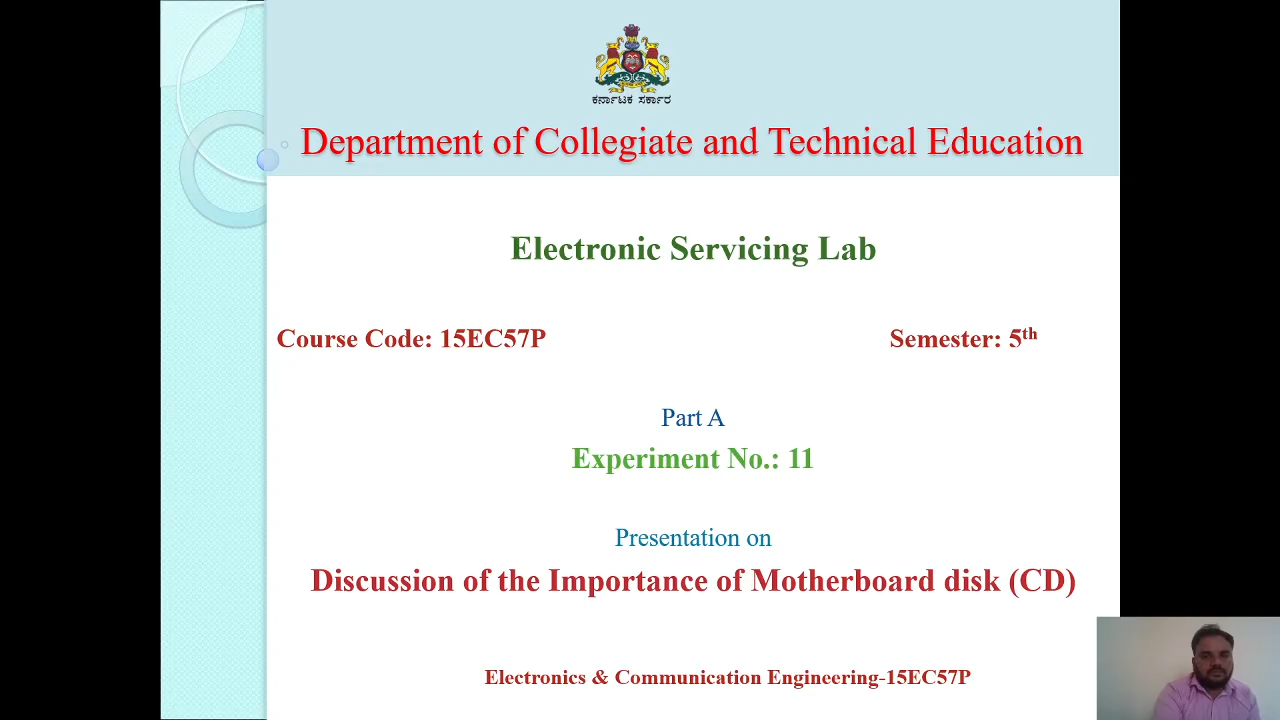 ಕರ್ನಾಟಕ ಸರ್ಕಾರ
Department of Collegiate and Technical Education
Electronic Servicing Lab
Course Code: 15EC57P Semester: 5th
Part A
Experiment No.: 11
Presentation on
Discussion of the Importance of Motherboard disk (CD)
Electronics & Communication Engineering-15EC57P